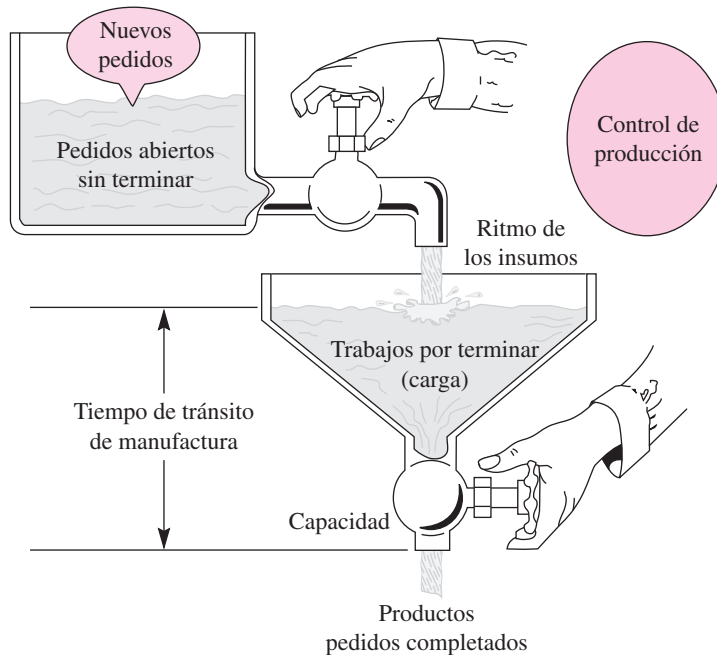 Nuevos
pedidos
Pedidos abiertos
sin terminar
Control de
producción
Ritmo de
los insumos
Trabajos por terminar
(carga)
Tiempo de tránsito
de manufactura
Capacidad
Productos
pedidos completados